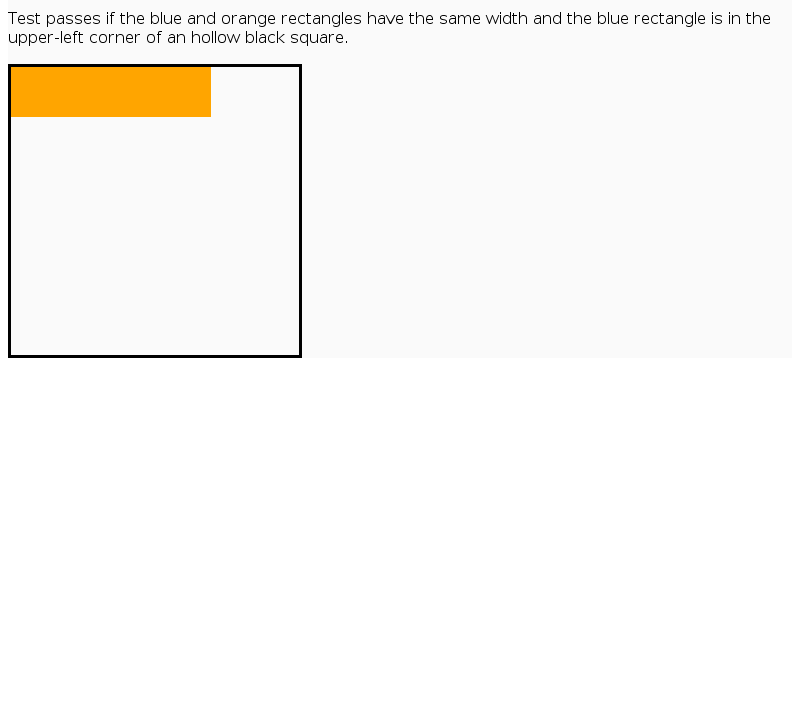 Test passes if the blue and orange rectangles have the same width and the blue rectangle is in the
upper-left corner of an hollow black square.